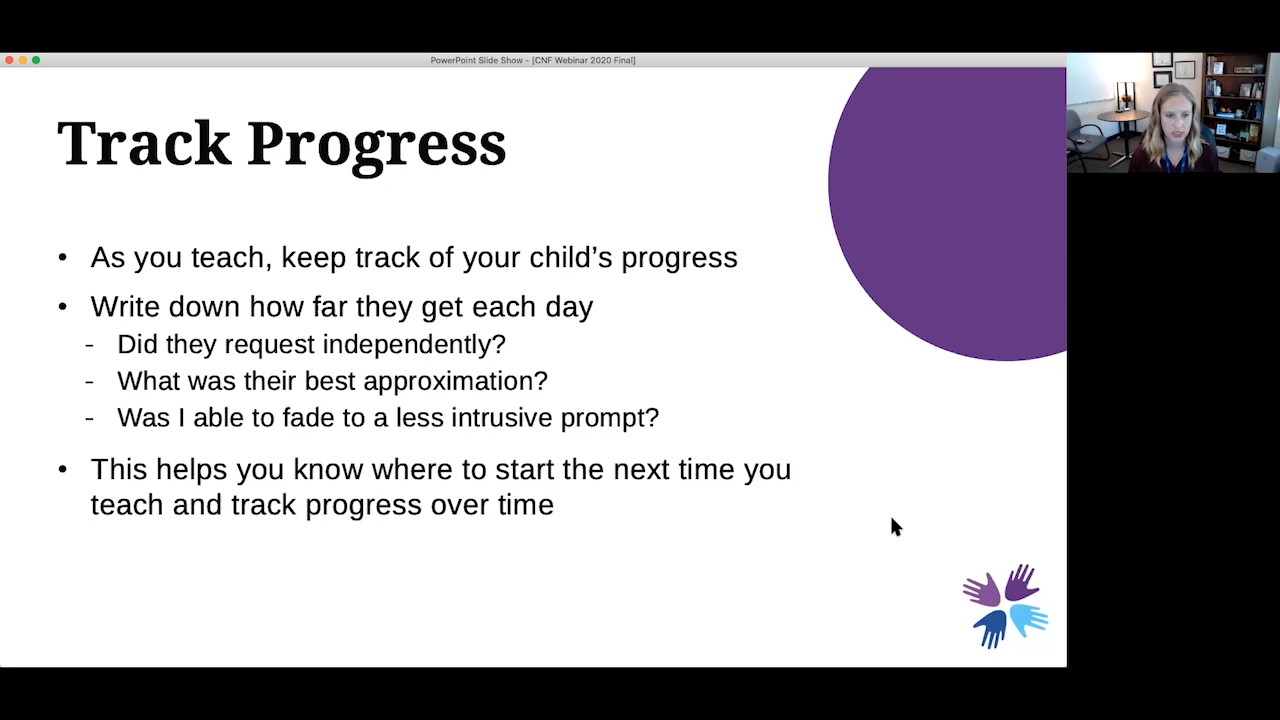 PowerPoint Slide Show - [CNF Webinar 2020 Final]
Track Progress
• As you teach, keep track of your child’s progress
• Write down how far they get each day
- Did they request independently?
- What was their best approximation?
- Was I able to fade to a less intrusive prompt?
• This helps you know where to start the next time you
teach and track progress over time